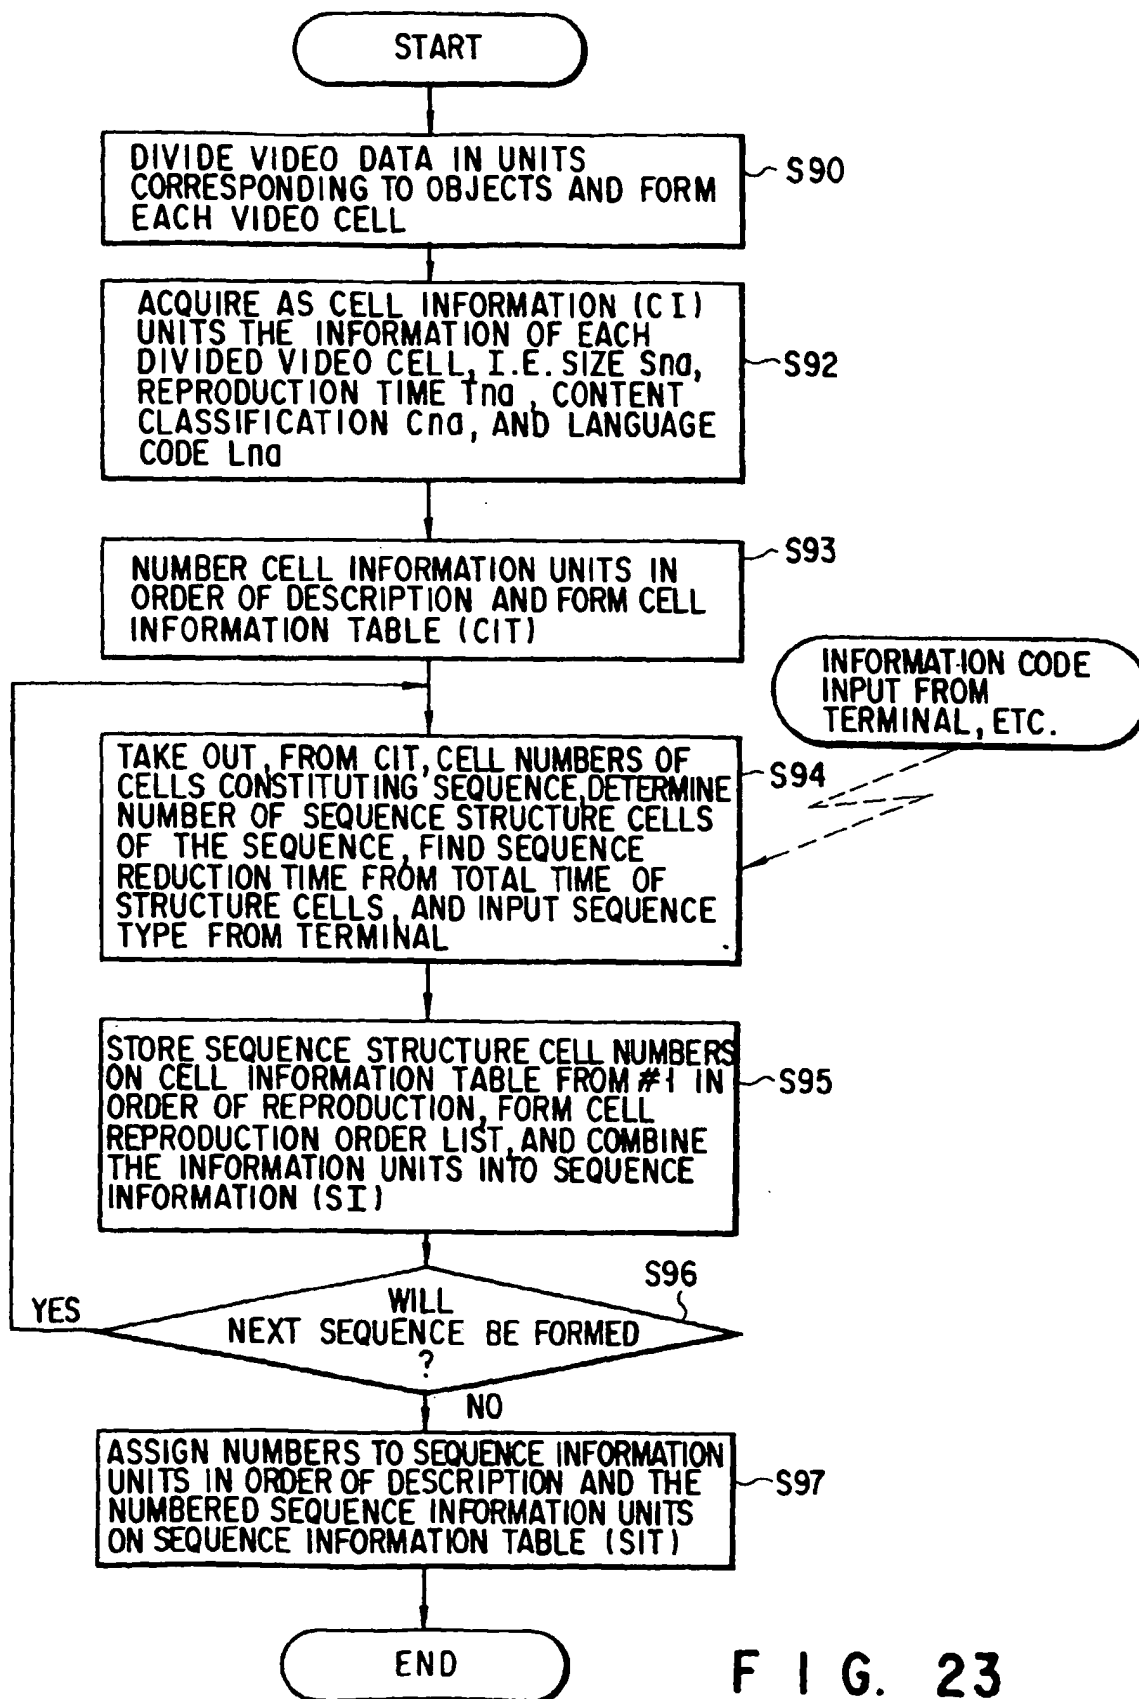 START
DIVIDE VIDEO DATA IN UNITS
CORRESPONDING TO OBJECTS AND FORM
EACH VIDEO CELL
S90
ACQUIRE AS CELL INFORMATION (CI)
UNITS THE INFORMATION OF EACH
DIVIDED VIDEO CELL, I.E. SIZE Sna,
REPRODUCTION TIME Tna, CONTENT
CLASSIFICATION Cna, AND LANGUAGE
CODE Lna
S92
NUMBER CELL INFORMATION UNITS IN
ORDER OF DESCRIPTION AND FORM CELL
INFORMATION TABLE (CIT)
S93
INFORMATION CODE
INPUT FROM
TERMINAL, ETC.
TAKE OUT, FROM CIT, CELL NUMBERS OF
CELLS CONSTITUTING SEQUENCE, DETERMINE
NUMBER OF SEQUENCE STRUCTURE CELLS
OF THE SEQUENCE, FIND SEQUENCE
REDUCTION TIME FROM TOTAL TIME OF
STRUCTURE CELLS, AND INPUT SEQUENCE
TYPE FROM TERMINAL
S94
STORE SEQUENCE STRUCTURE CELL NUMBERS
ON CELL INFORMATION TABLE FROM #1 IN
ORDER OF REPRODUCTION, FORM CELL
REPRODUCTION ORDER LIST, AND COMBINE
THE INFORMATION UNITS INTO SEQUENCE
INFORMATION (SI)
S95
S96
YES
WILL
NEXT SEQUENCE BE FORMED
?
NO
ASSIGN NUMBERS TO SEQUENCE INFORMATION
UNITS IN ORDER OF DESCRIPTION AND THE
NUMBERED SEQUENCE INFORMATION UNITS
ON SEQUENCE INFORMATION TABLE (SIT)
S97
END
FIG. 23